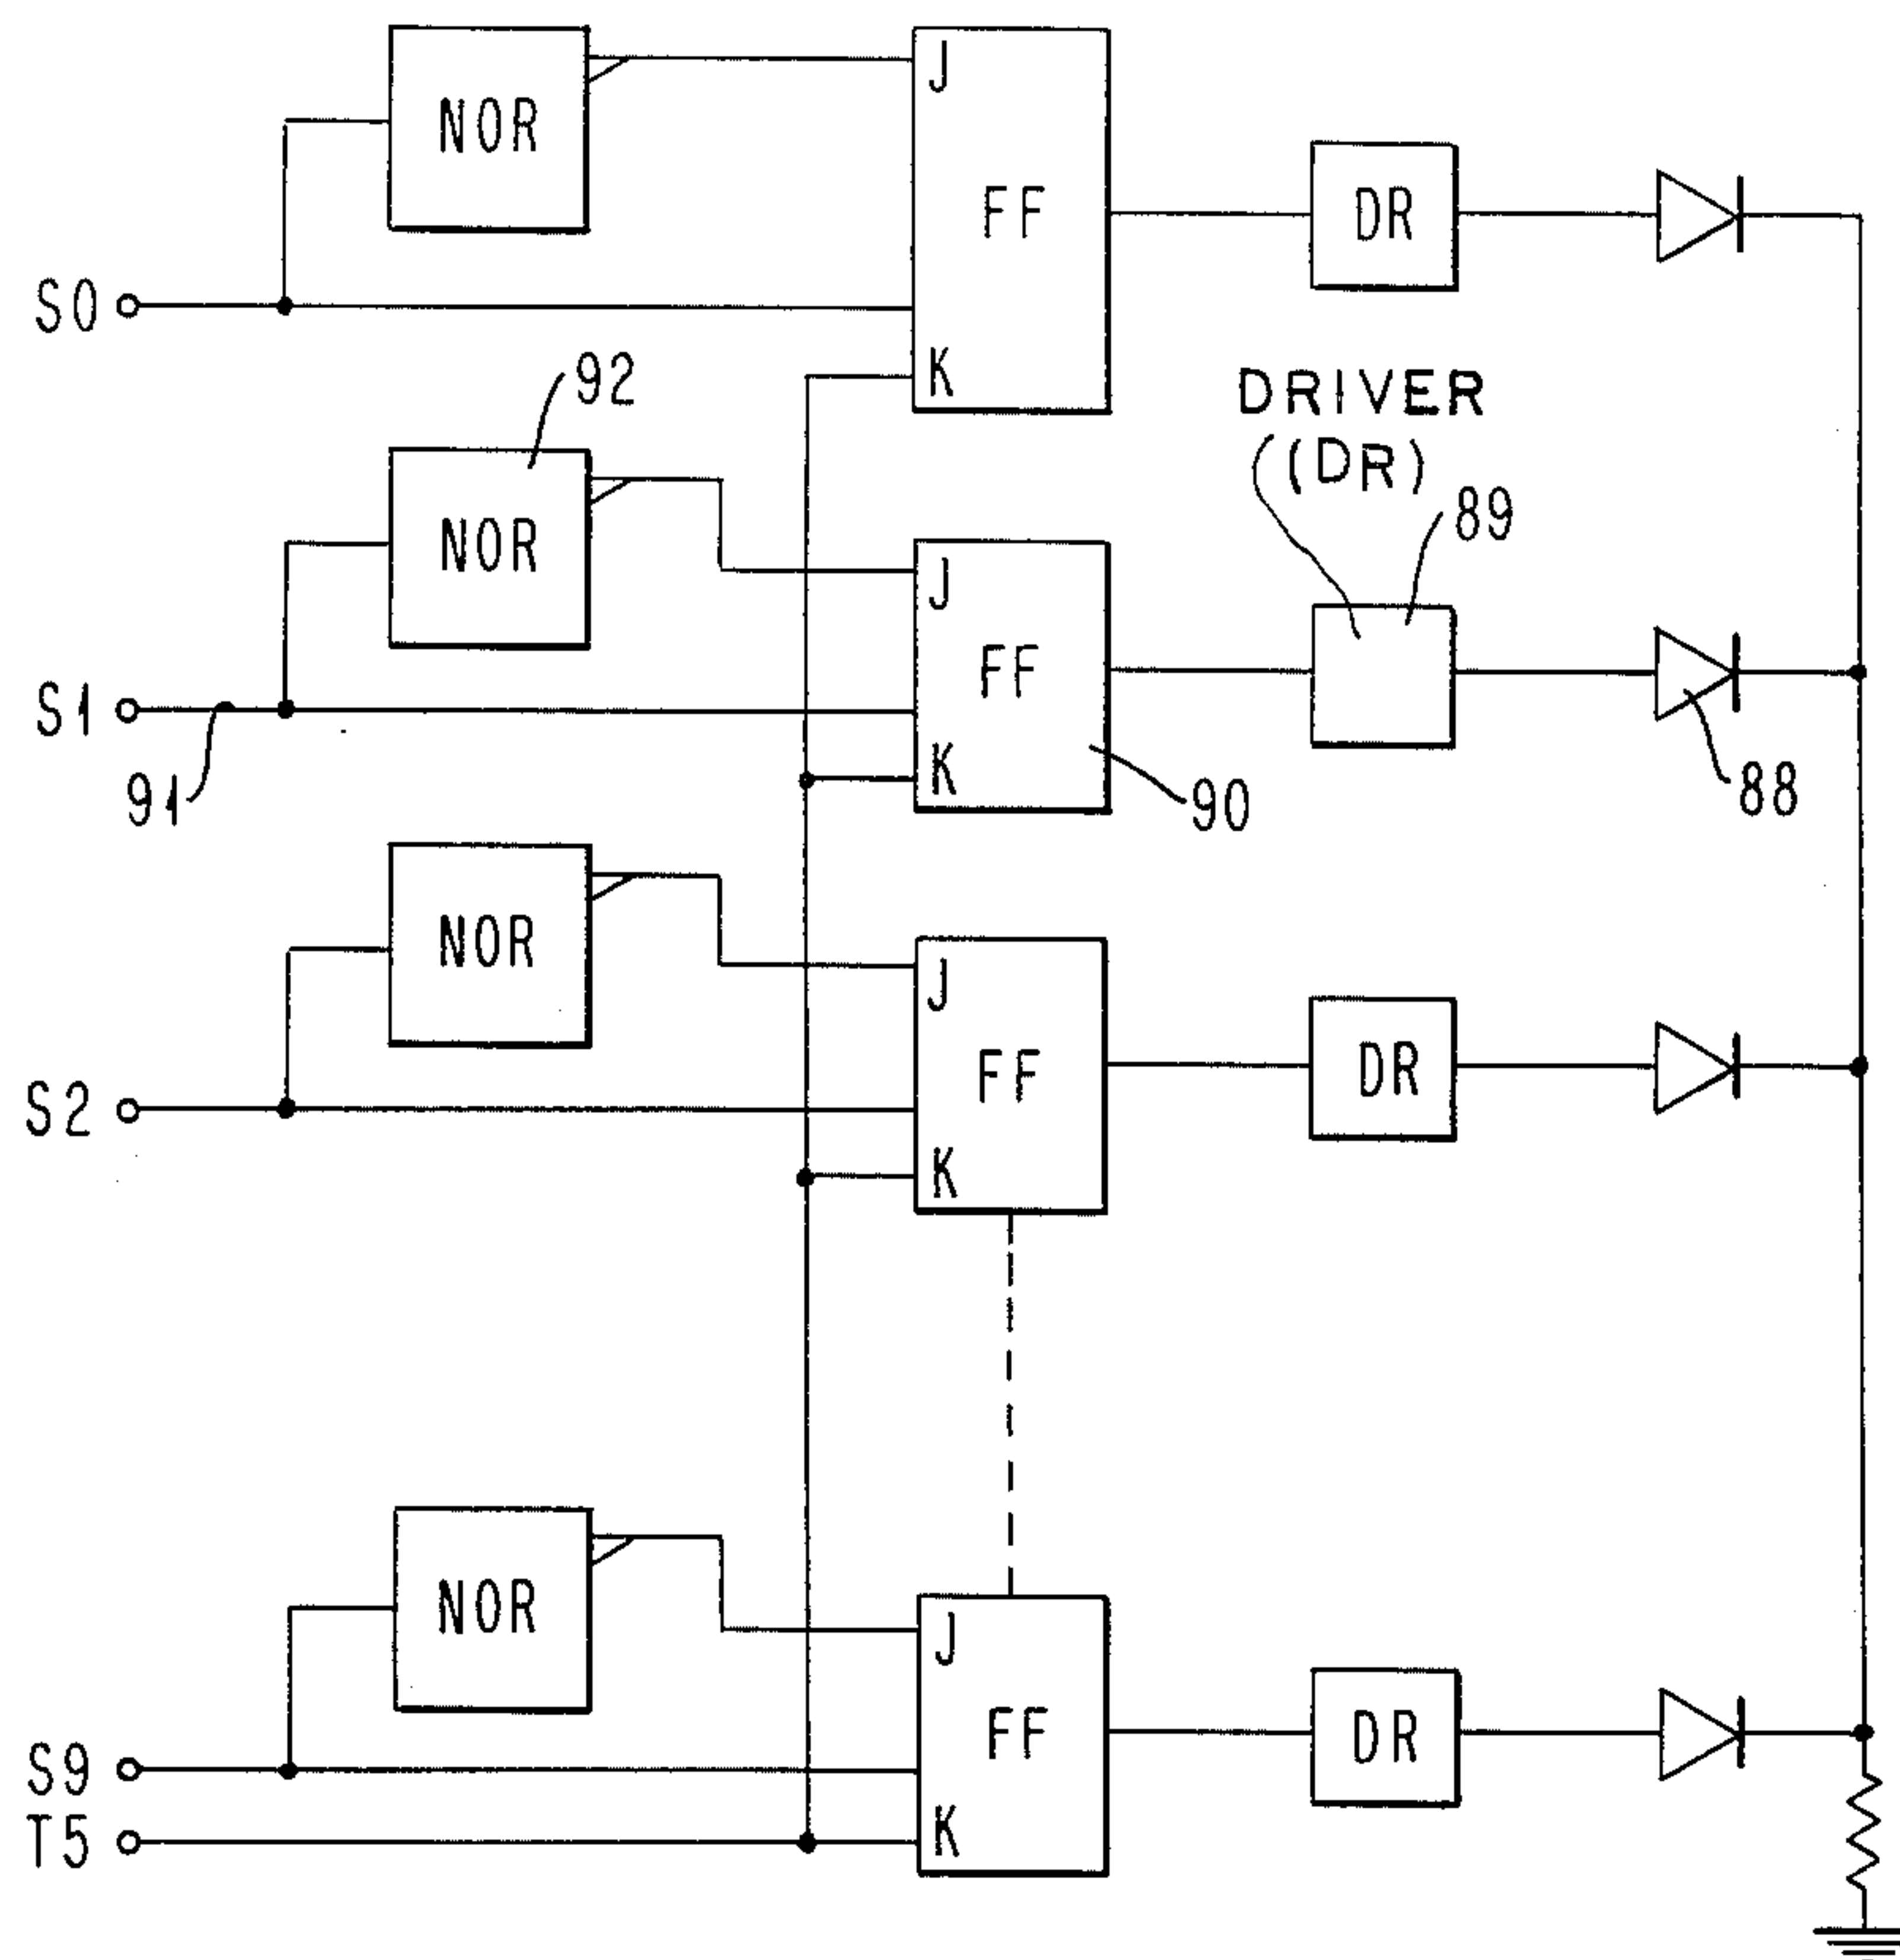 J
NOR
FF
DR
S0
K
92
DRIVER
(DR)
89
J
NOR
FF
S1
K
91
90
88
J
NOR
FF
DR
S2
K
J
NOR
FF
DR
S9
K
T5